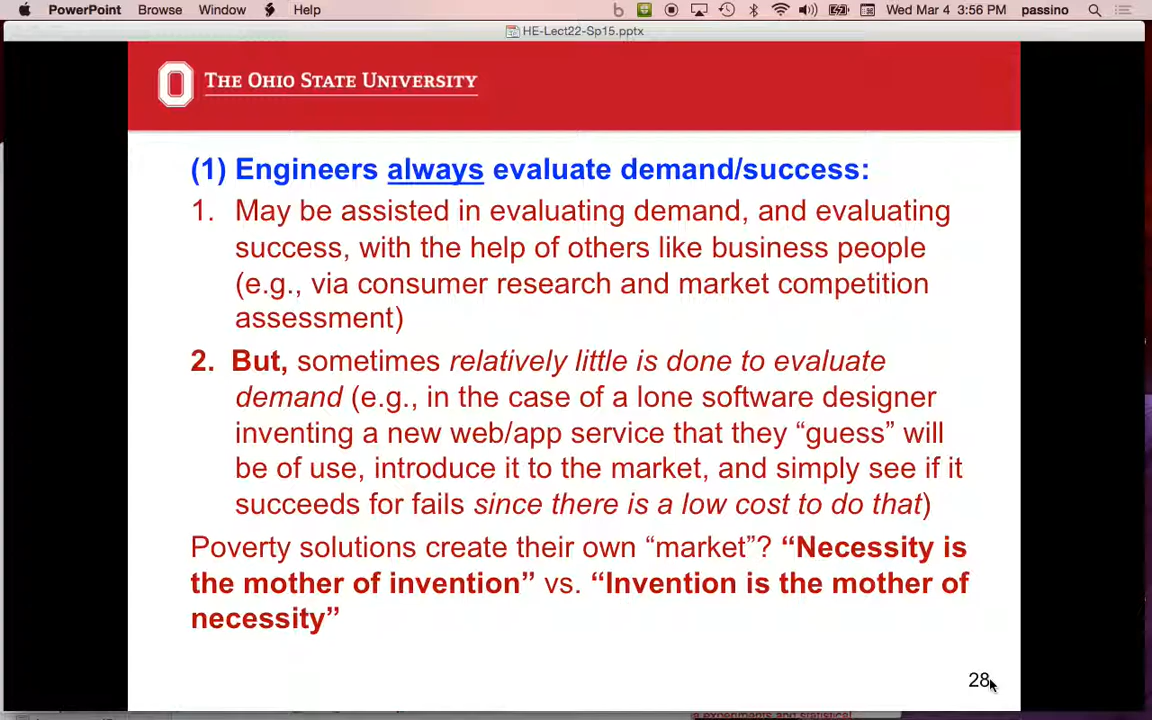 PowerPoint Browse Window Help Wed Mar 4 3:56 PM passino
HE-Lect22-Sp15.pptx
THE OHIO STATE UNIVERSITY
(1) Engineers always evaluate demand/success:
1. May be assisted in evaluating demand, and evaluating
success, with the help of others like business people
(e.g., via consumer research and market competition
assessment)
2. But, sometimes relatively little is done to evaluate
demand (e.g., in the case of a lone software designer
inventing a new web/app service that they “guess” will
be of use, introduce it to the market, and simply see if it
succeeds for fails since there is a low cost to do that)
Poverty solutions create their own “market”? “Necessity is
the mother of invention” vs. “Invention is the mother of
necessity”
28